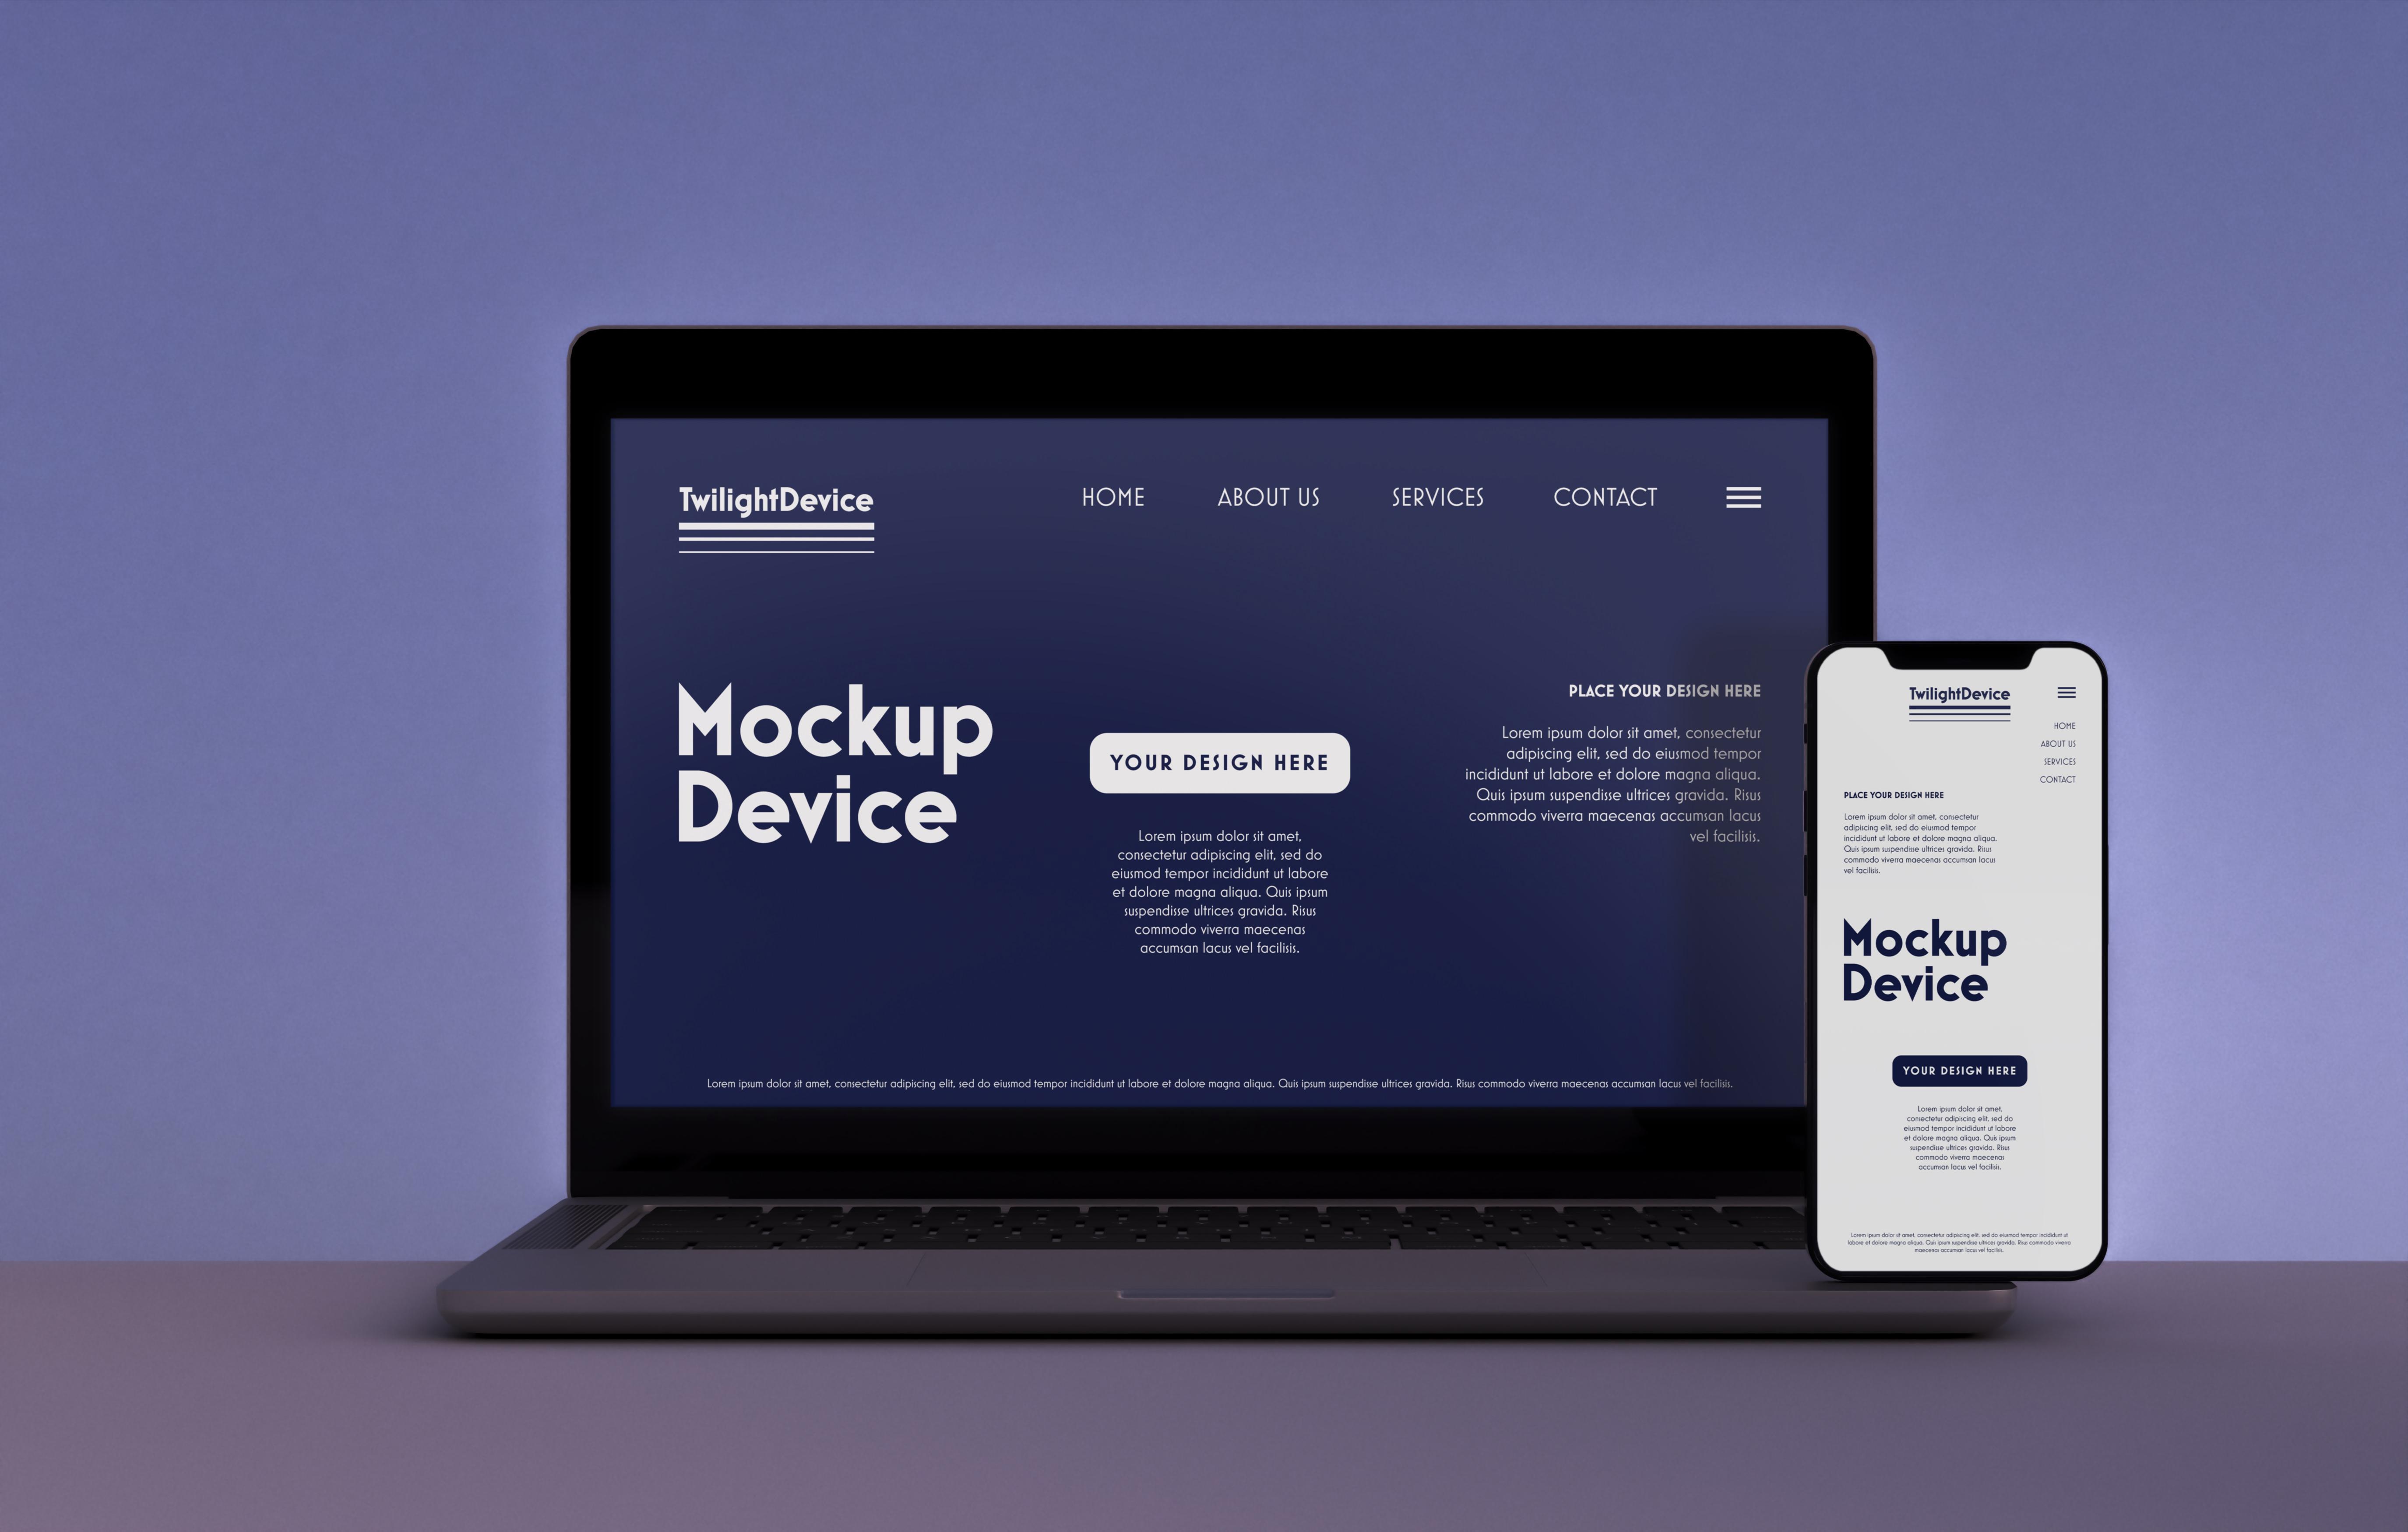 TwilightDevice
HOME ABOUT US SERVICES CONTACT
Mockup
Device
YOUR DESIGN HERE
Lorem ipsum dolor sit amet,
consectetur adipiscing elit, sed do
eiusmod tempor incididunt ut labore
et dolore magna aliqua. Quis ipsum
suspendisse ultrices gravida. Risus
commodo viverra maecenas
accumsan lacus vel facilisis.
PLACE YOUR DESIGN HERE
Lorem ipsum dolor sit amet, consectetur
adipiscing elit, sed do eiusmod tempor
incididunt ut labore et dolore magna aliqua.
Quis ipsum suspendisse ultrices gravida. Risus
commodo viverra maecenas accumsan lacus
vel facilisis.
Lorem ipsum dolor sit amet, consectetur adipiscing elit, sed do eiusmod tempor incididunt ut labore et dolore magna aliqua. Quis ipsum suspendisse ultrices gravida. Risus commodo viverra maecenas accumsan lacus vel facilisis.
TwilightDevice
HOME
ABOUT US
SERVICES
CONTACT
PLACE YOUR DESIGN HERE
Lorem ipsum dolor sit amet, consectetur
adipiscing elit, sed do eiusmod tempor
incididunt ut labore et dolore magna aliqua.
Quis ipsum suspendisse ultrices gravida. Risus
commodo viverra maecenas accumsan lacus
vel facilisis.
Mockup
Device
YOUR DESIGN HERE
Lorem ipsum dolor sit amet,
consectetur adipiscing elit, sed do
eiusmod tempor incididunt ut labore
et dolore magna aliqua. Quis ipsum
suspendisse ultrices gravida. Risus
commodo viverra maecenas
accumsan lacus vel facilisis.
Lorem ipsum dolor sit amet, consectetur adipiscing elit, sed do eiusmod tempor incididunt ut
labore et dolore magna aliqua. Quis ipsum suspendisse ultrices gravida. Risus commodo viverra
maecenas accumsan lacus vel facilisis.